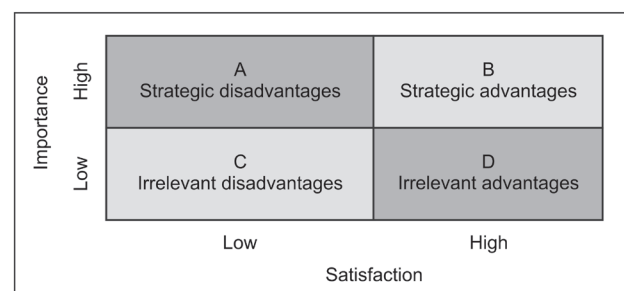 Importance
High
A
Strategic disadvantages
B
Strategic advantages
Low
C
Irrelevant disadvantages
D
Irrelevant advantages
Low
High
Satisfaction